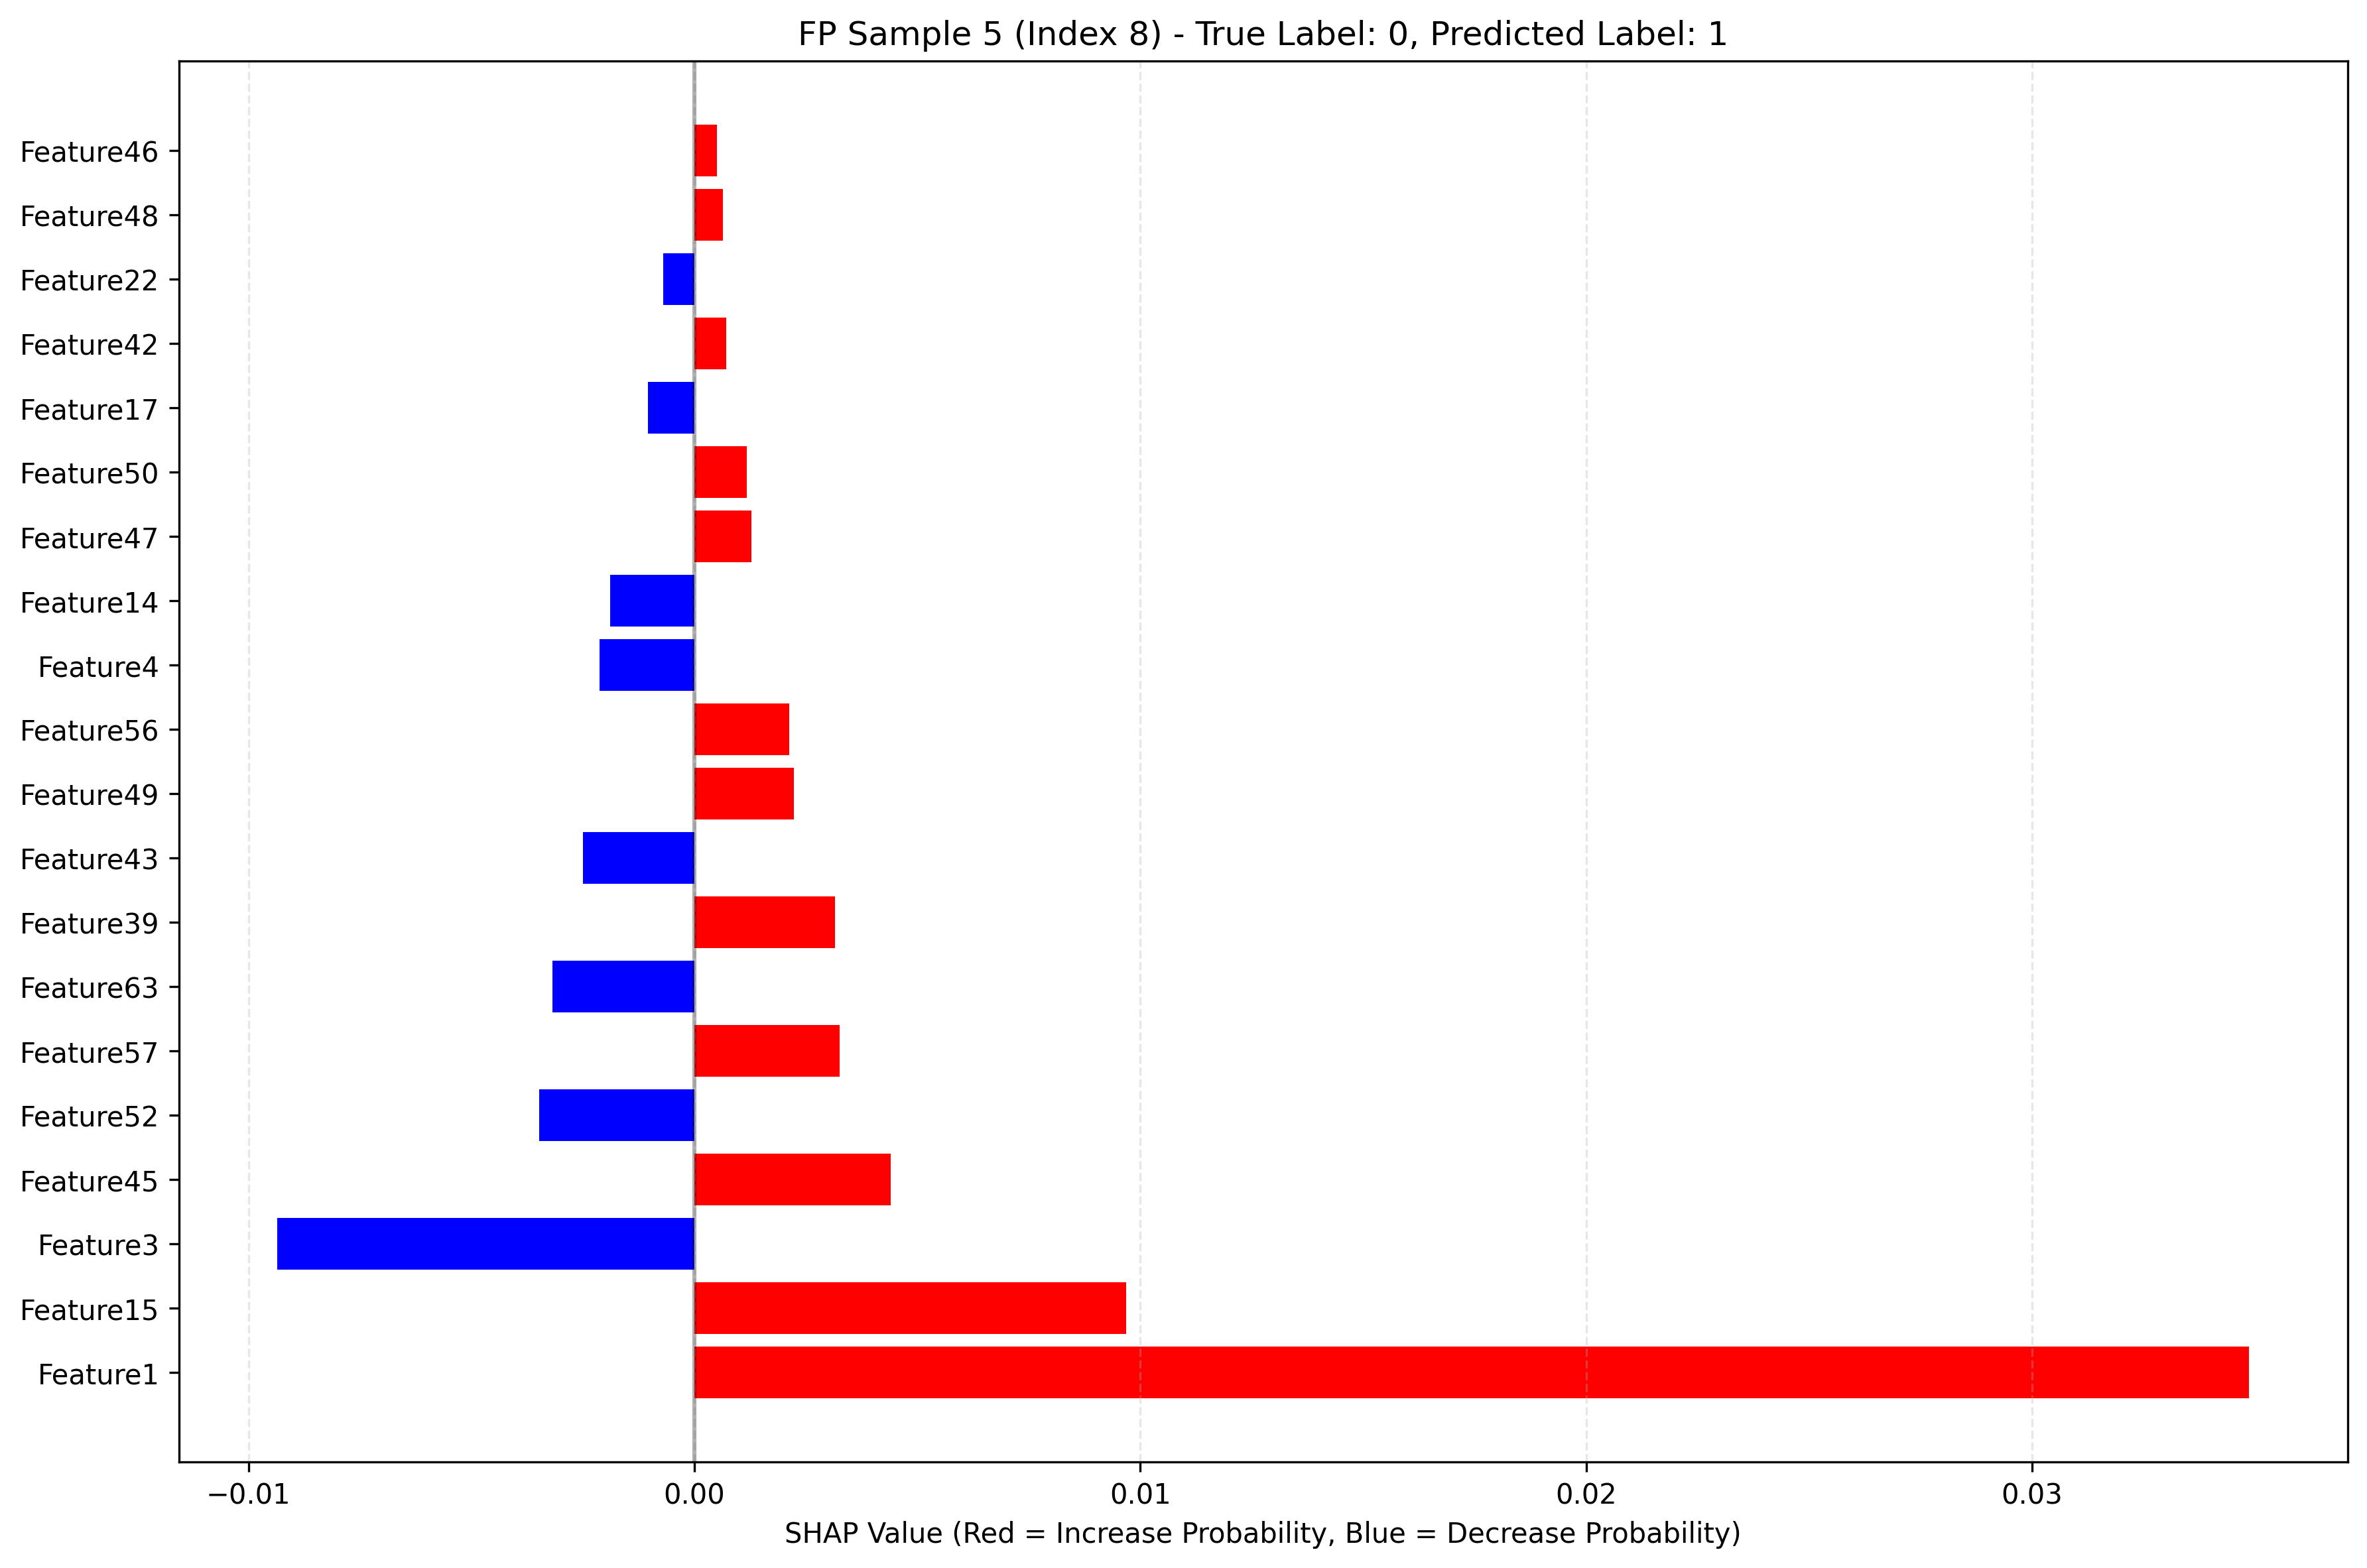 FP Sample 5 (Index 8) - True Label: 0, Predicted Label: 1
Feature46
Feature48
Feature22
Feature42
Feature17
Feature50
Feature47
Feature14
Feature4
Feature56
Feature49
Feature43
Feature39
Feature63
Feature57
Feature52
Feature45
Feature3
Feature15
Feature1
−0.01 0.00 0.01 0.02 0.03
SHAP Value (Red = Increase Probability, Blue = Decrease Probability)